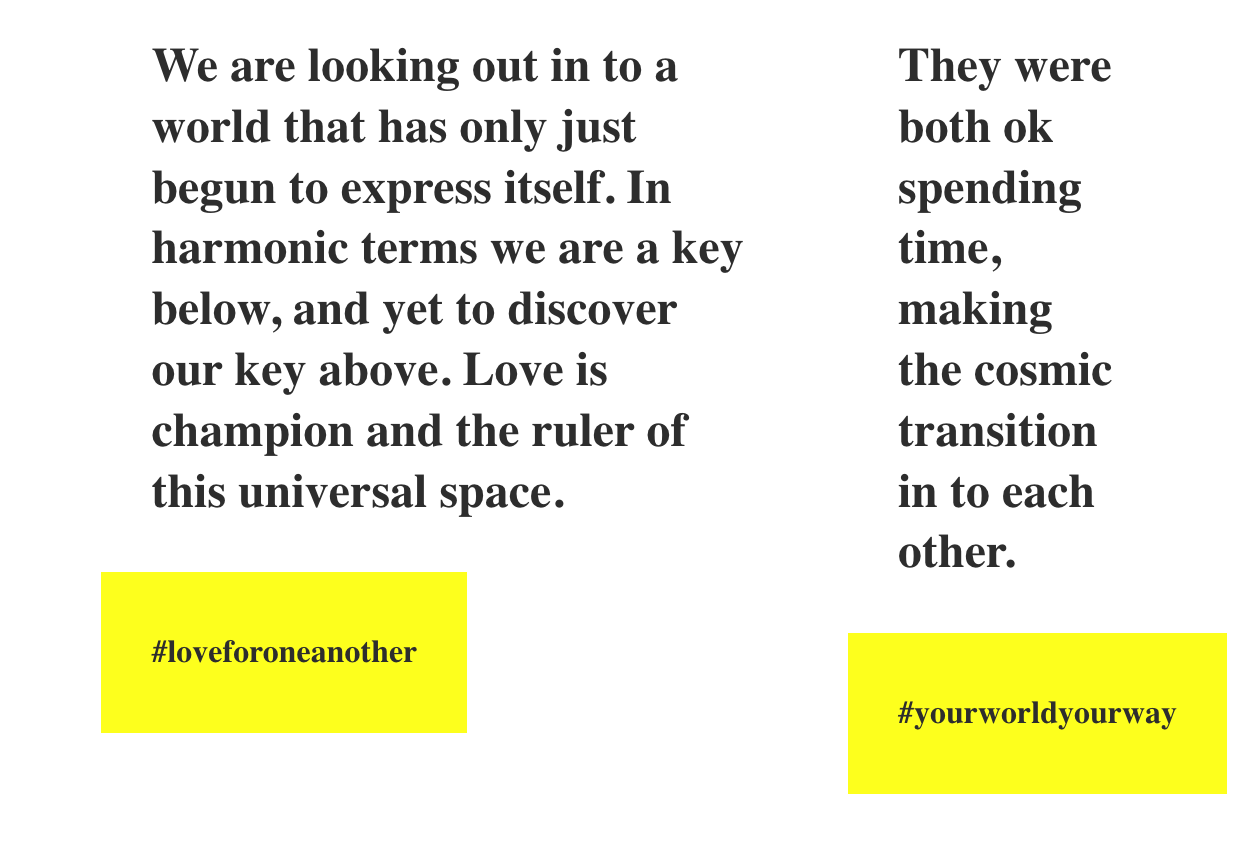 We are looking out in to a
world that has only just
begun to express itself. In
harmonic terms we are a key
below, and yet to discover
our key above. Love is
champion and the ruler of
this universal space.
#loveforoneanother
They were
both ok
spending
time,
making
the cosmic
transition
in to each
other.
#yourworldyourway